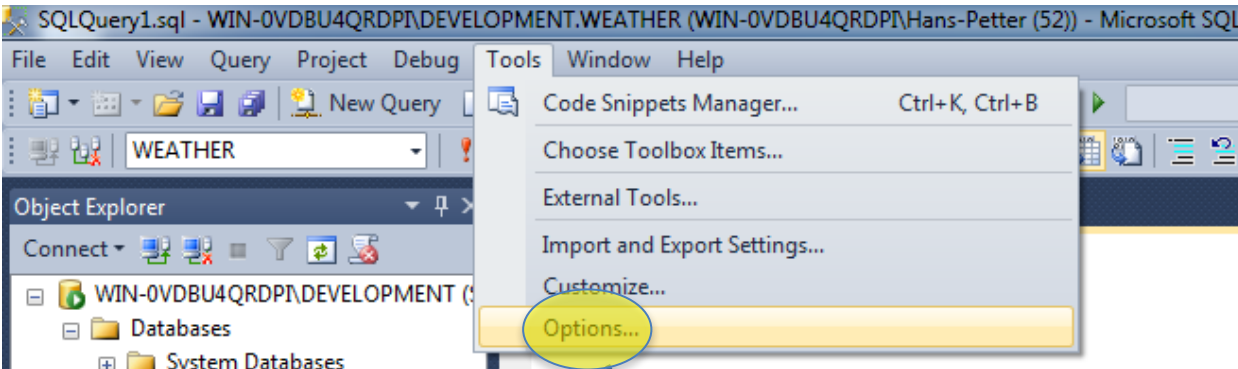 SQLQuery1.sql - WIN-0VDBU4QRDPI\DEVELOPMENT.WEATHER (WIN-0VDBU4QRDPI\Hans-Petter (52)) - Microsoft SQL
File Edit View Query Project Debug Tools Window Help
New Query
Code Snippets Manager... Ctrl+K, Ctrl+B
WEATHER
Choose Toolbox Items...
Object Explorer
External Tools...
Connect
Import and Export Settings...
WIN-0VDBU4QRDPI\DEVELOPMENT (
Customize...
Databases
Options...
System Databases